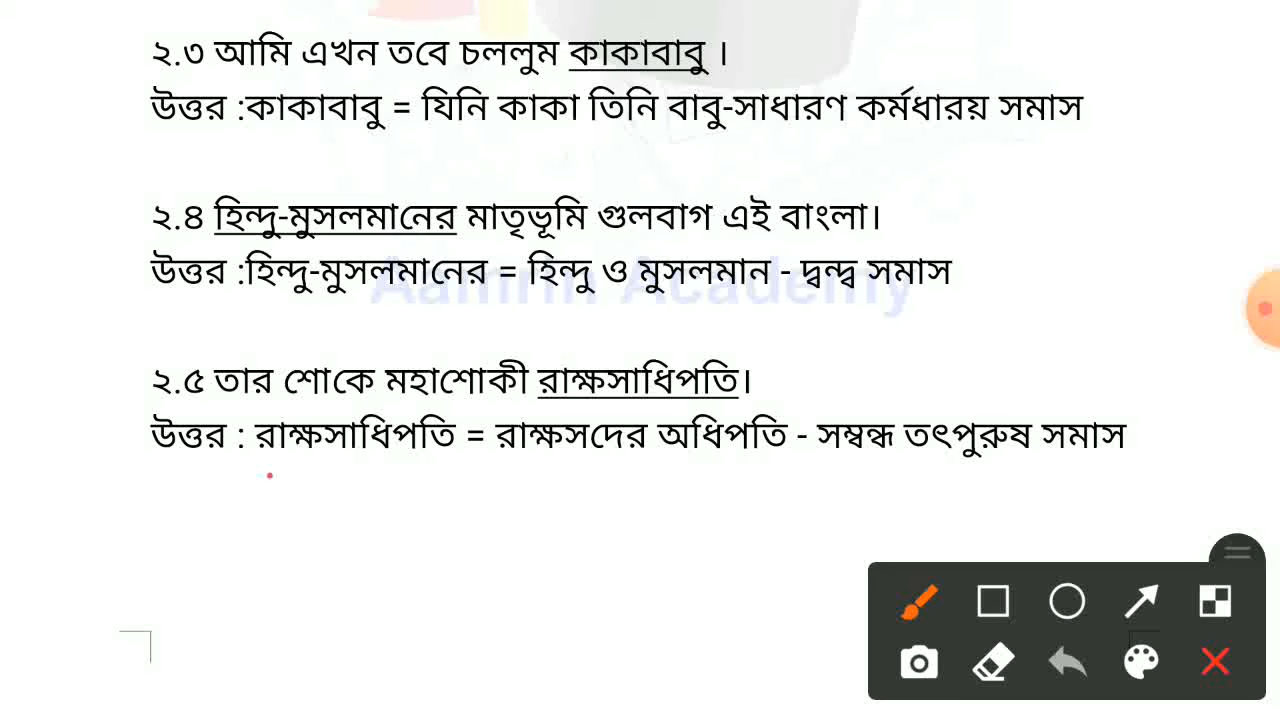 ২.৩ আমি এখন তবে চললুম কাকাবাবু ।
উত্তর :কাকাবাবু = যিনি কাকা তিনি বাবু-সাধারণ কর্মধারয় সমাস
২.৪ হিন্দু-মুসলমানের মাতৃভূমি গুলবাগ এই বাংলা।
উত্তর :হিন্দু-মুসলমানের = হিন্দু ও মুসলমান - দ্বন্দ্ব সমাস
Aamrin Academy
২.৫ তার শোকে মহাশোকী রাক্ষসাধিপতি।
উত্তর : রাক্ষসাধিপতি = রাক্ষসদের অধিপতি - সম্বন্ধ তৎপুরুষ সমাস